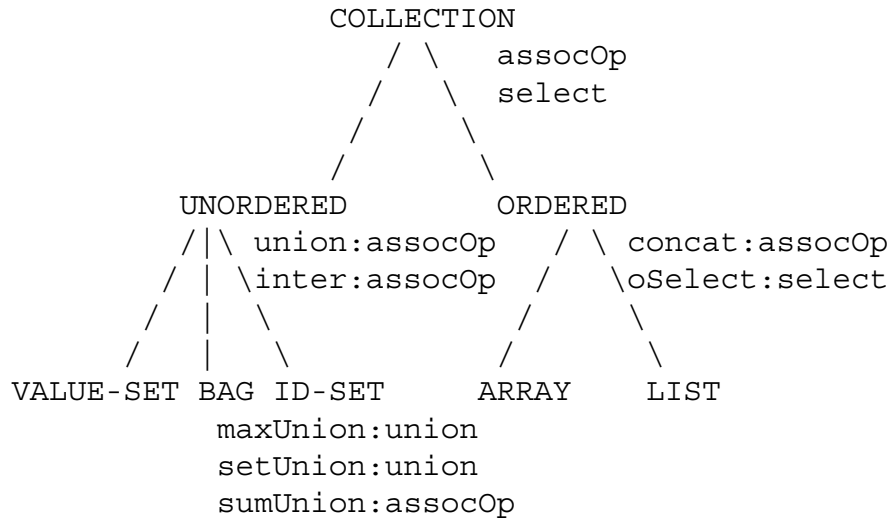 COLLECTION
/ \ assocOp
/ \ select
/ \
/ \
UNORDERED ORDERED
/|\ union:assocOp / \ concat:assocOp
/ | \inter:assocOp / \oSelect:select
/ | \ / \
/ | \ / \
VALUE-SET BAG ID-SET ARRAY LIST
maxUnion:union
setUnion:union
sumUnion:assocOp